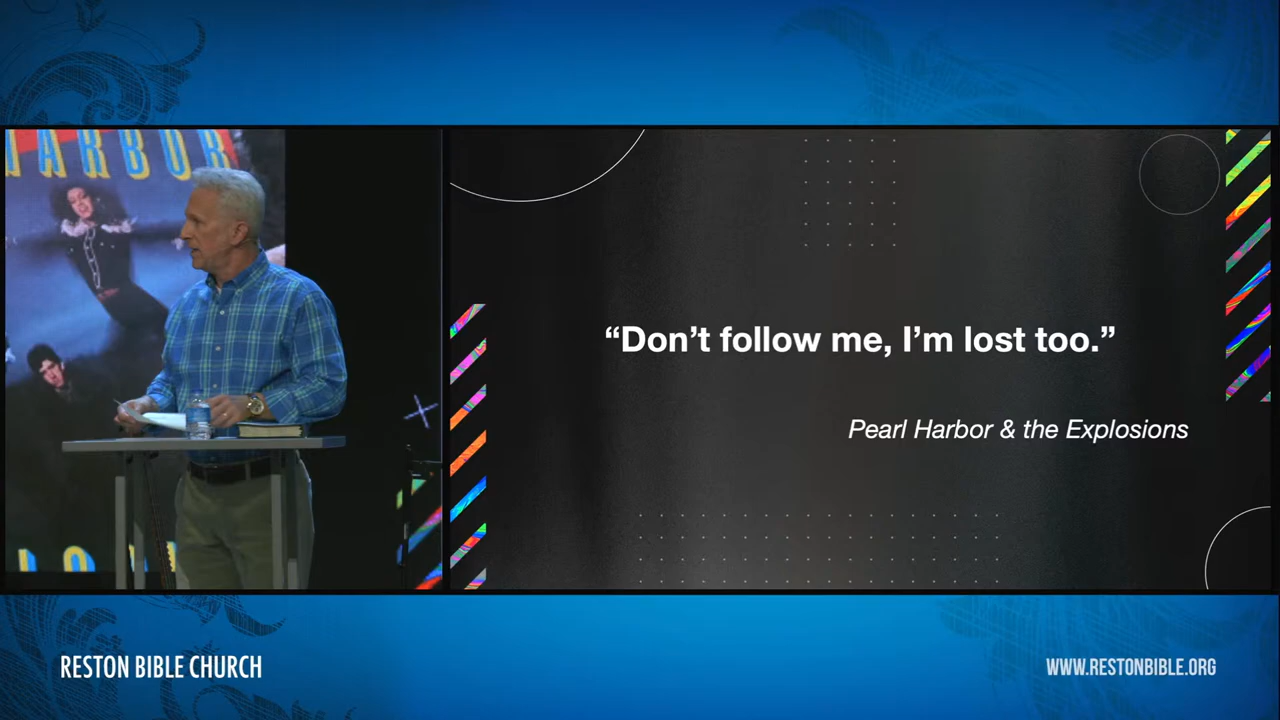 HARBOR
“Don’t follow me, I’m lost too.”
Pearl Harbor & the Explosions
RESTON BIBLE CHURCH
WWW.RESTONBIBLE.ORG